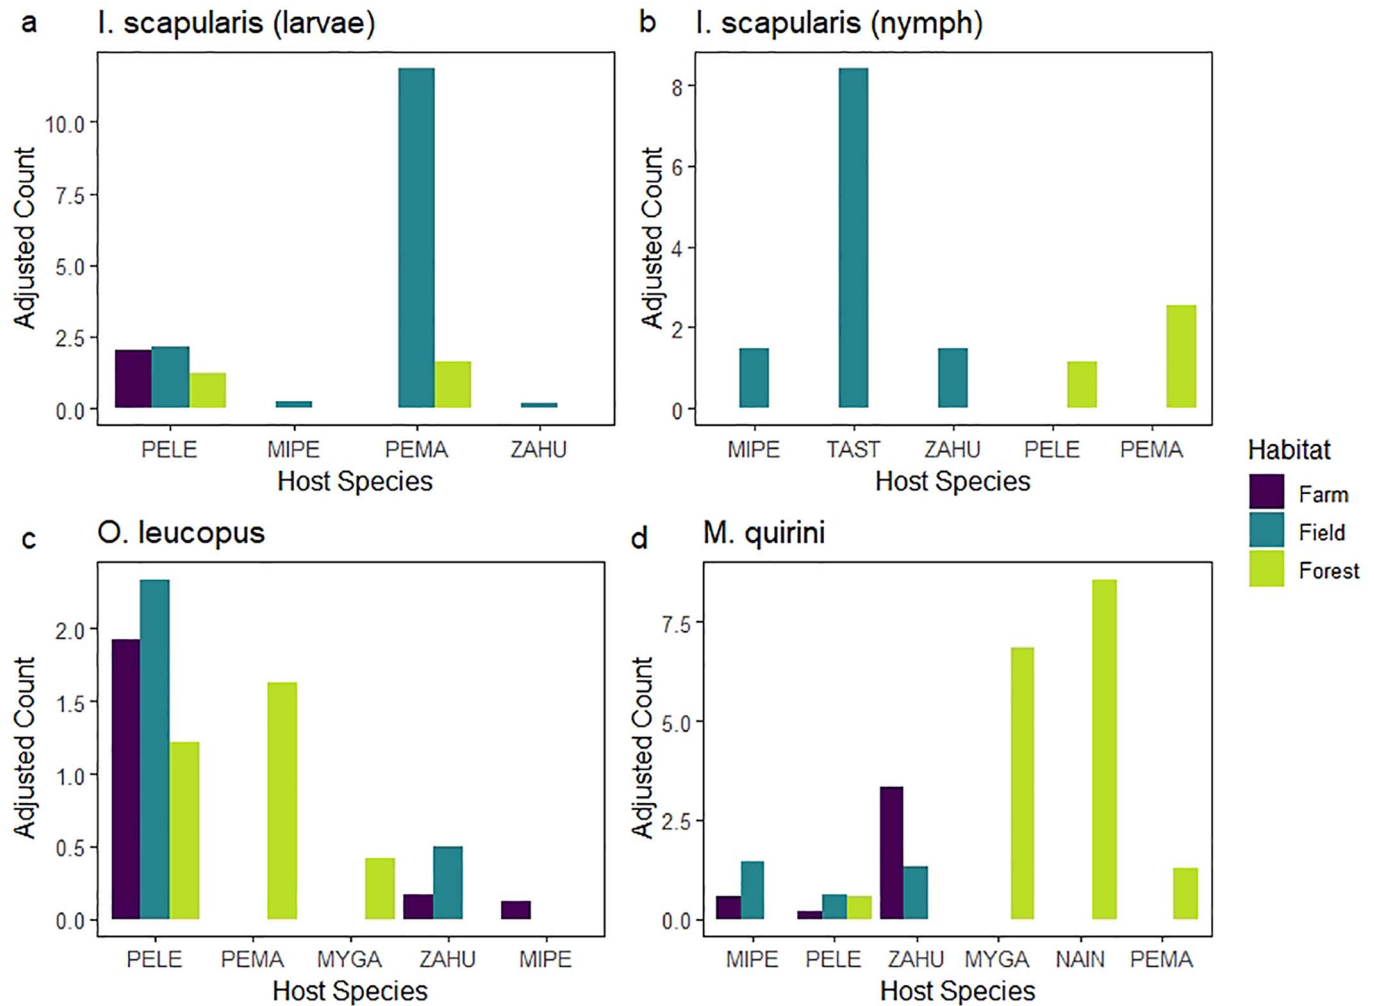 a I. scapularis (larvae)
Adjusted Count
10.0
7.5
5.0
2.5
0.0
PELE MIPE PEMA ZAHU
Host Species
b I. scapularis (nymph)
Adjusted Count
8
6
4
2
0
MIPE TAST ZAHU PELE PEMA
Host Species
c O. leucopus
Adjusted Count
2.0
1.5
1.0
0.5
0.0
PELE PEMA MYGA ZAHU MIPE
Host Species
d M. quirini
Adjusted Count
7.5
5.0
2.5
0.0
MIPE PELE ZAHU MYGA NAIN PEMA
Host Species
Habitat
Farm
Field
Forest